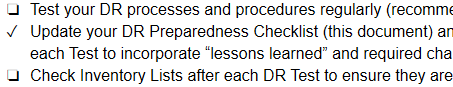 ❑ Test your DR processes and procedures regularly (recomme
✓ Update your DR Preparedness Checklist (this document) an
each Test to incorporate “lessons learned” and required cha
❑ Check Inventory Lists after each DR Test to ensure they are